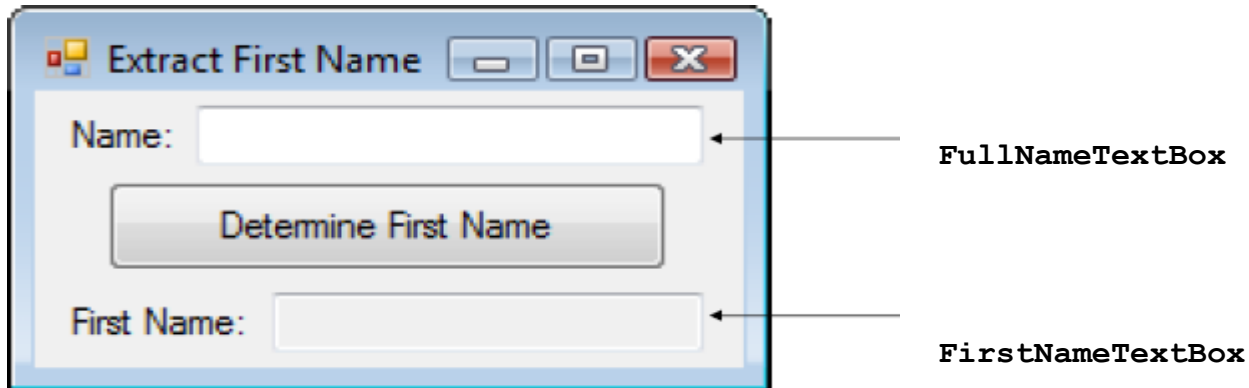 Extract First Name
Name:
FullNameTextBox
Determine First Name
First Name:
FirstNameTextBox